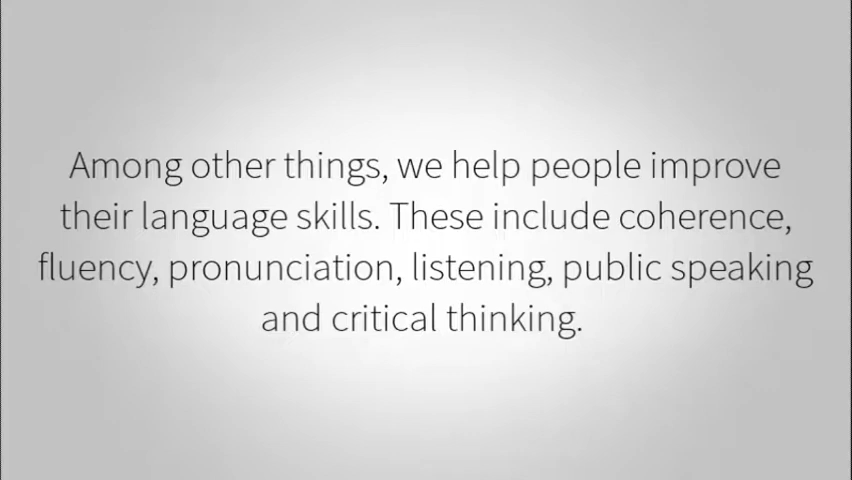 Among other things, we help people improve
their language skills. These include coherence,
fluency, pronunciation, listening, public speaking
and critical thinking.